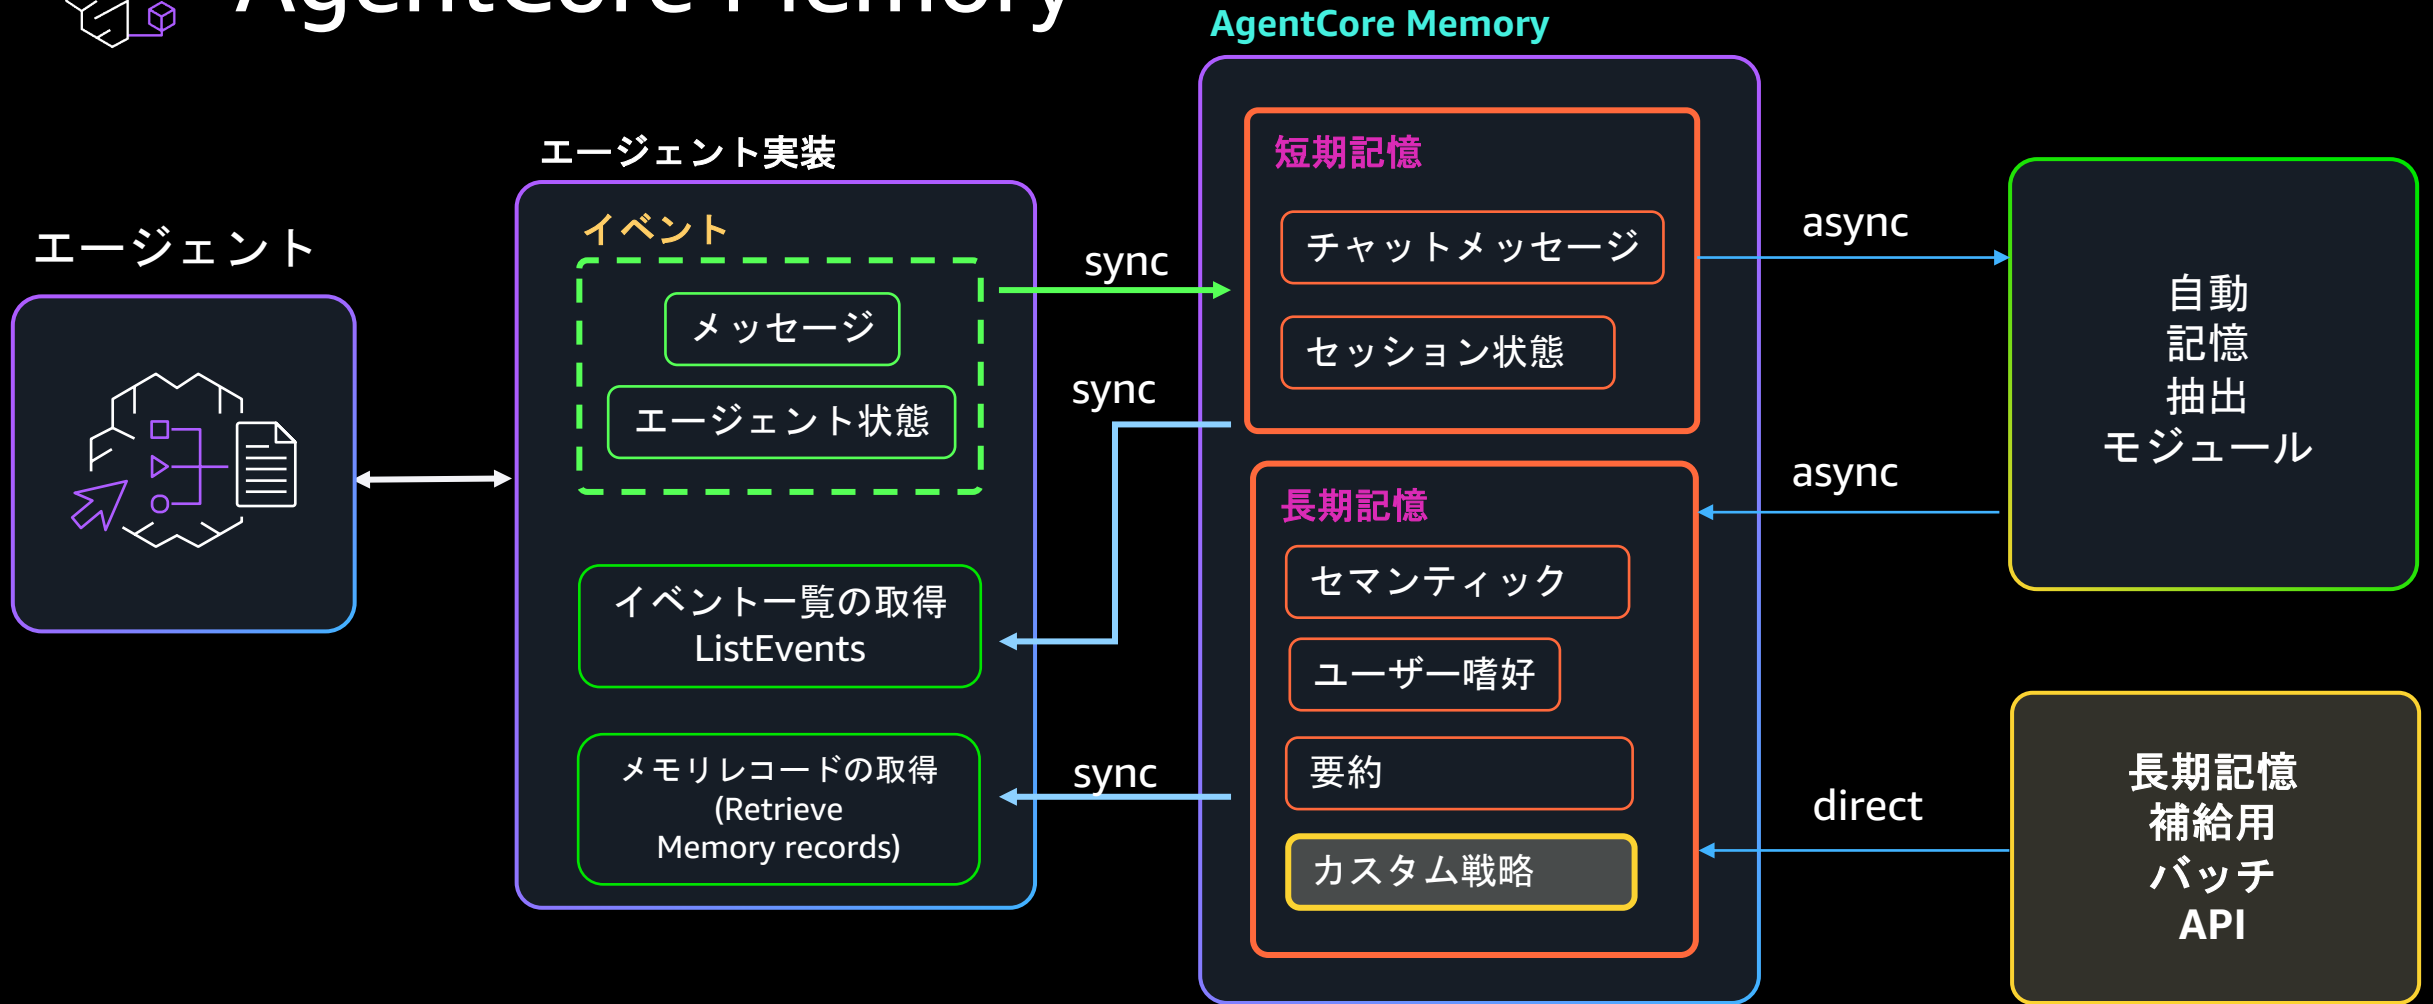 AgentCore Memory
エージェント
エージェント実装
イベント
メッセージ
エージェント状態
イベント一覧の取得
ListEvents
メモリレコードの取得
(Retrieve
Memory records)
sync
sync
sync
AgentCore Memory
短期記憶
チャットメッセージ
セッション状態
長期記憶
セマンティック
ユーザー嗜好
要約
カスタム戦略
async
async
direct
自動
記憶
抽出
モジュール
長期記憶
補給用
バッチ
API